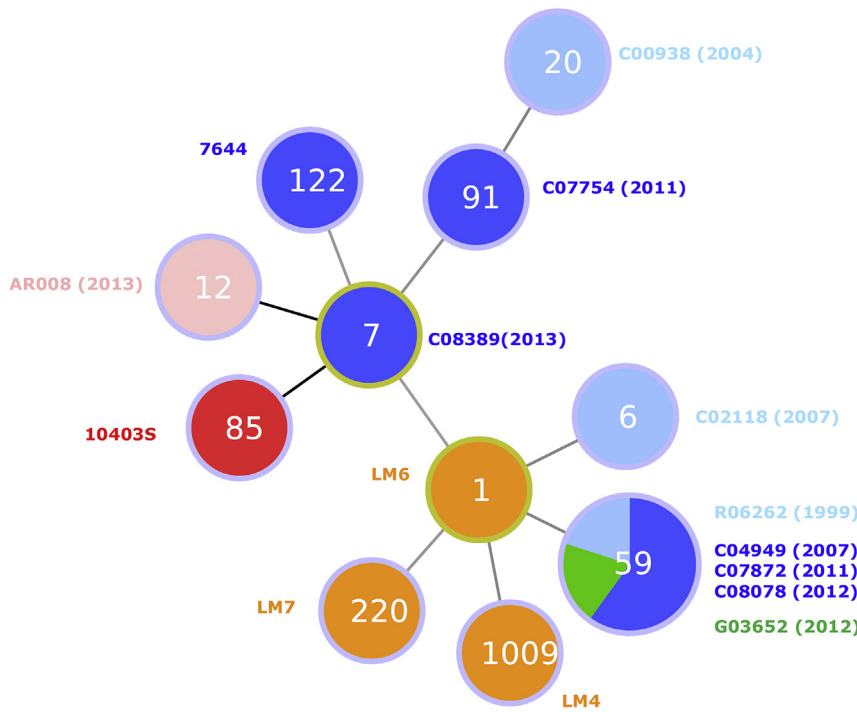 20
C00938 (2004)
7644
122
91
C07754 (2011)
AR008 (2013)
12
7
C08389(2013)
10403S
85
6
C02118 (2007)
LM6
1
R06262 (1999)
C04949 (2007)
59
C07872 (2011)
C08078 (2012)
LM7
220
G03652 (2012)
1009
LM4